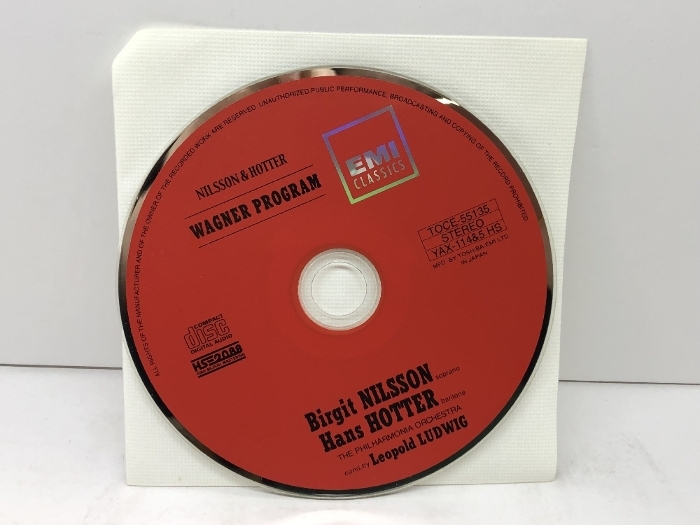 ALL RIGHTS OF THE MANUFACTURER AND OF THE OWNER OF THE RECORDED WORK ARE RESERVED. UNAUTHORIZED PUBLIC PERFORMANCE, BROADCASTING AND COPYING OF THE RECORD PROHIBITED.
NILSSON & HOTTER
WAGNER PROGRAM
EMI
CLASSICS
TOCE-55135
STEREO
YAX-114&5 HS
MFD. BY TOSHIBA-EMI LTD
IN JAPAN
COMPACT
disc
DIGITAL AUDIO
HS2088
Birgit NILSSON soprano
Hans HOTTER baritone
THE PHILHARMONIA ORCHESTRA
cond. by Leopold LUDWIG